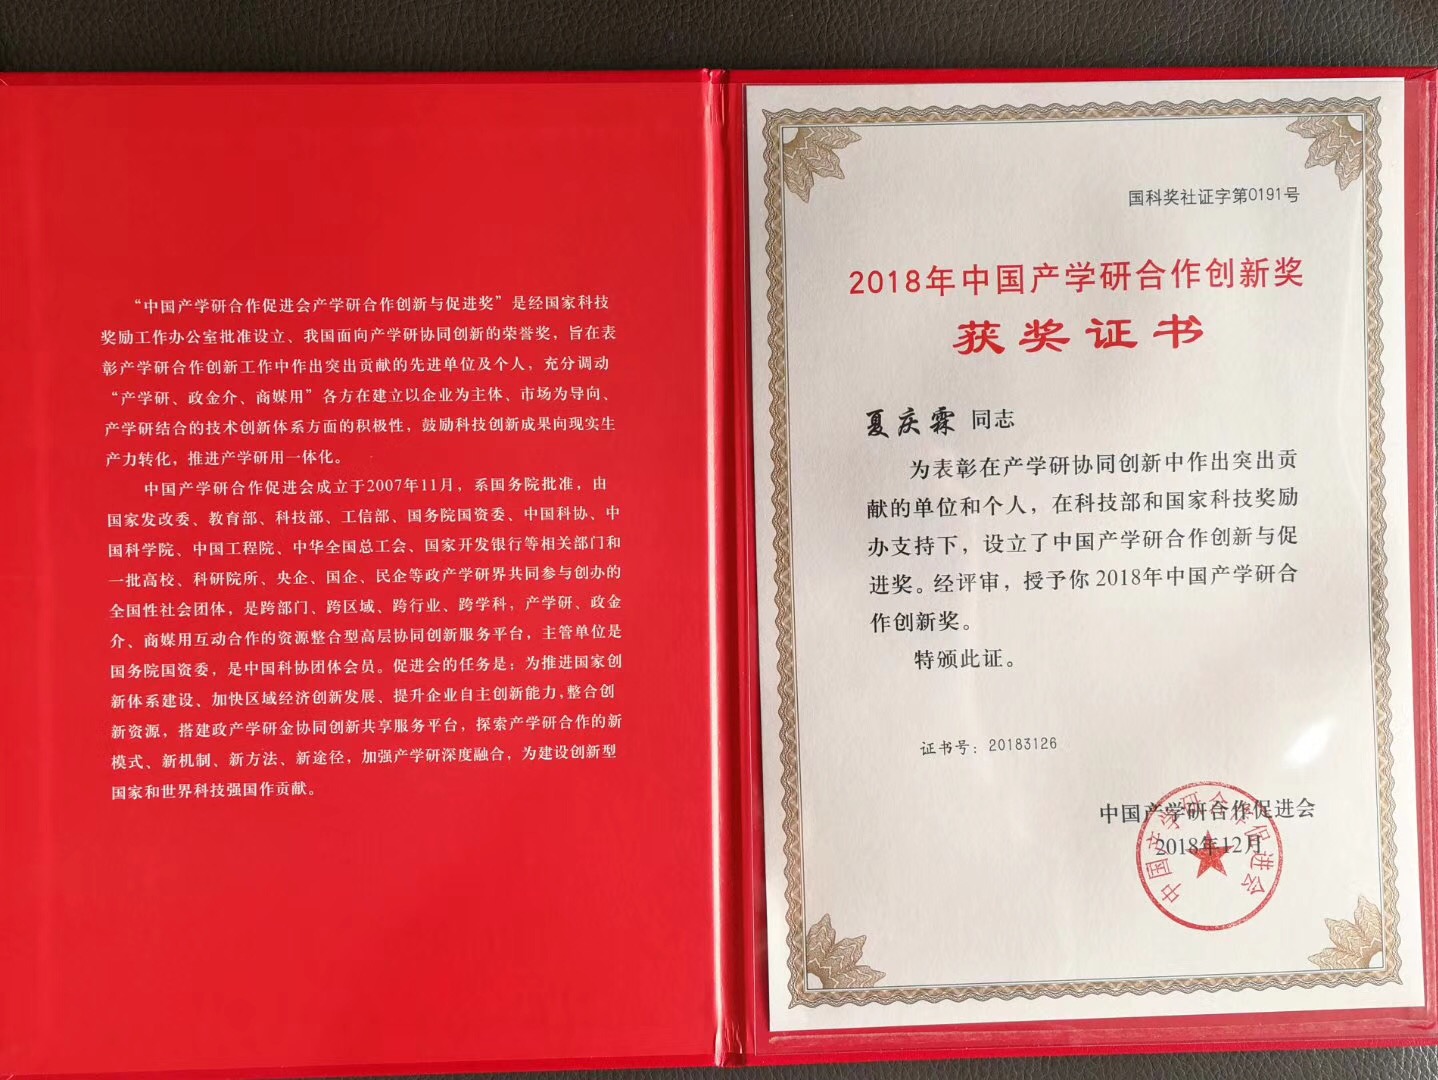 “中国产学研合作促进会产学研合作创新与促进奖”是经国家科技
奖励工作办公室批准设立、我国面向产学研协同创新的荣誉奖，旨在表
彰产学研合作创新工作中作出突出贡献的先进单位及个人，充分调动
“产学研、政金介、商媒用”各方在建立以企业为主体、市场为导向、
产学研结合的技术创新体系方面的积极性，鼓励科技创新成果向现实生
产力转化，推进产学研用一体化。
中国产学研合作促进会成立于2007年11月，系国务院批准，由
国家发改委、教育部、科技部、工信部、国务院国资委、中国科协、中
国科学院、中国工程院、中华全国总工会、国家开发银行等相关部门和
一批高校、科研院所、央企、国企、民企等政产学研界共同参与创办的
全国性社会团体，是跨部门、跨区域、跨行业、跨学科，产学研、政金
介、商媒用互动合作的资源整合型高层协同创新服务平台，主管单位是
国务院国资委，是中国科协团体会员。促进会的任务是：为推进国家创
新体系建设、加快区域经济创新发展、提升企业自主创新能力,整合创
新资源，搭建政产学研金协同创新共享服务平台，探索产学研合作的新
模式、新机制、新方法、新途径，加强产学研深度融合，为建设创新型
国家和世界科技强国作贡献。
国科奖社证字第0191号
2018年中国产学研合作创新奖
获奖证书
夏庆霖 同志
为表彰在产学研协同创新中作出突出贡
献的单位和个人，在科技部和国家科技奖励
办支持下，设立了中国产学研合作创新与促
进奖。经评审，授予你2018年中国产学研合
作创新奖。
特颁此证。
证书号：20183126
中国产学研合作促进会
2018年12月
中国产学研合作促进会